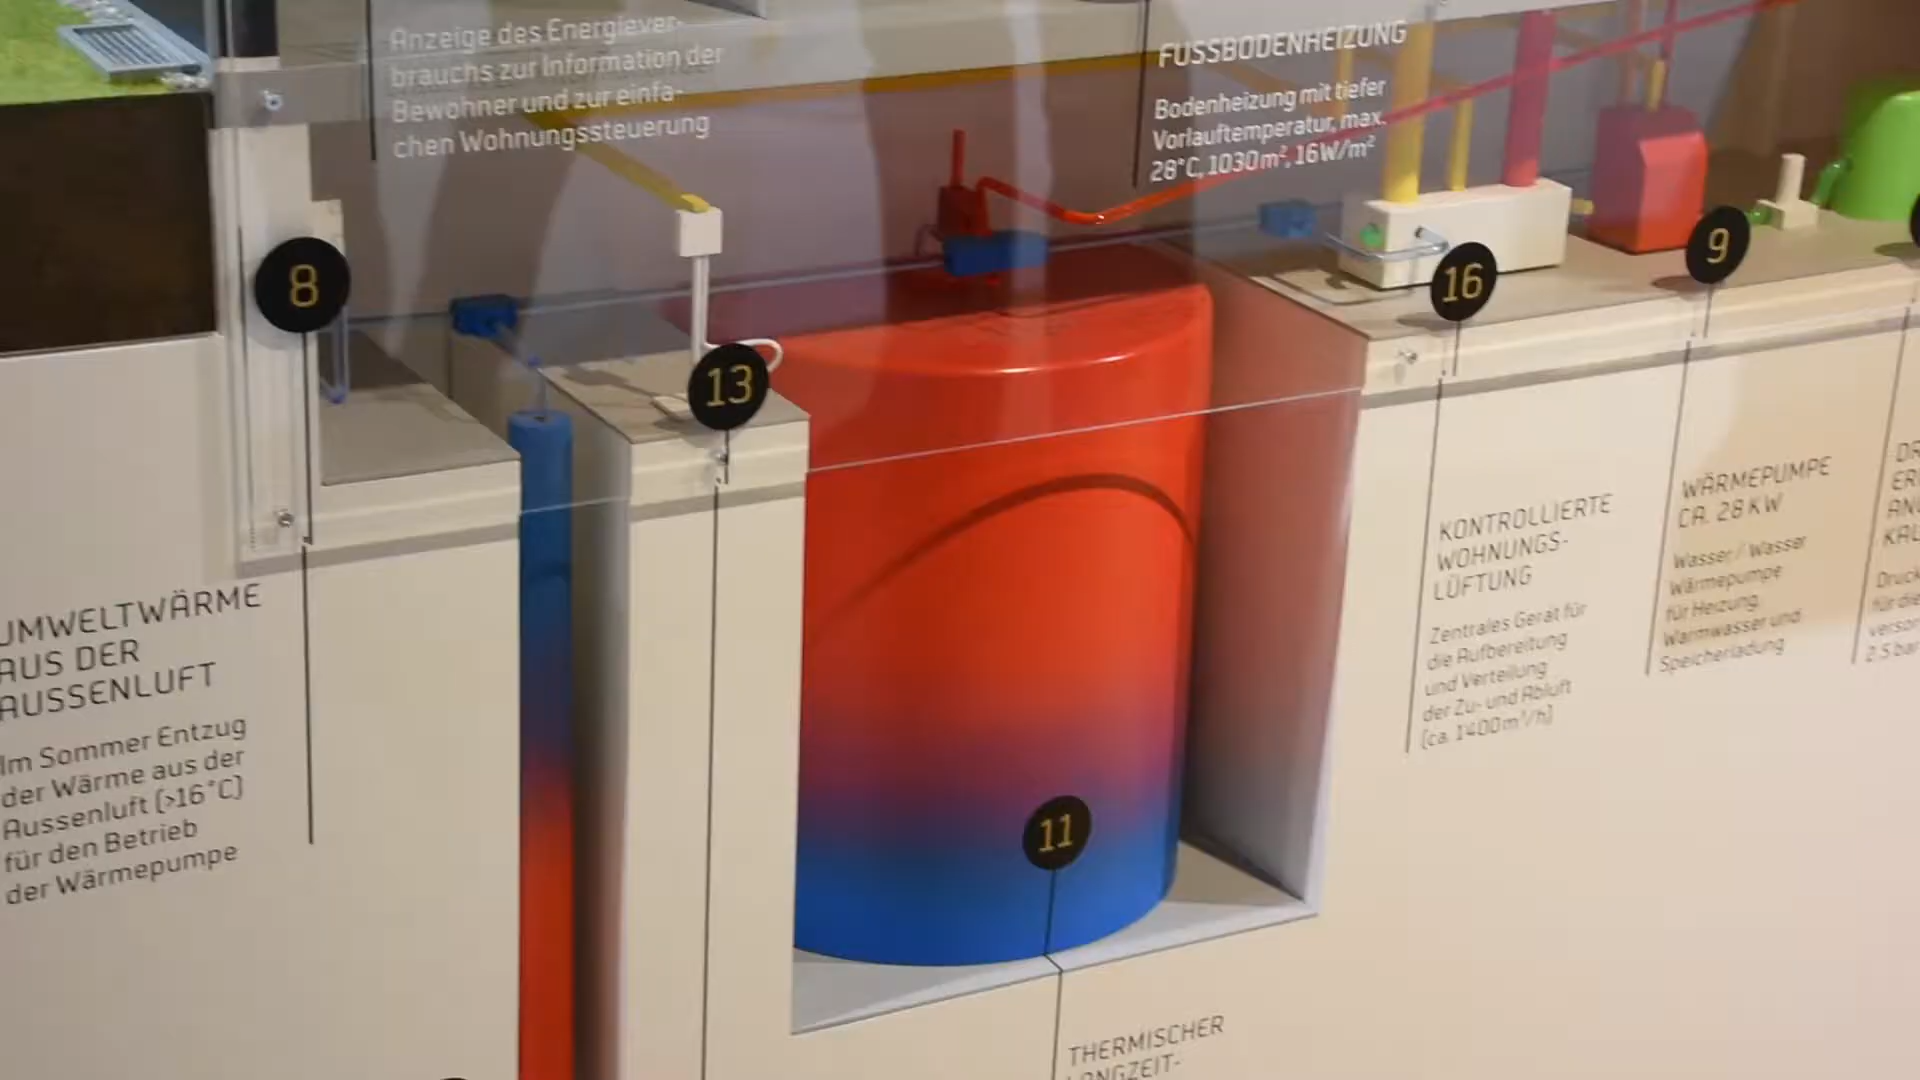 Anzeige des Energiever-
brauchs zur Information der
Bewohner und zur einfa-
chen Wohnungssteuerung
FUSSBODENHEIZUNG
Bodenheizung mit tiefer
Vorlauftemperatur, max.
28°C, 1030m², 16W/m²
8
13
16
9
11
UMWELTWÄRME
AUS DER
AUSSENLUFT
Im Sommer Entzug
der Wärme aus der
Aussenluft (>16°C)
für den Betrieb
der Wärmepumpe
KONTROLLIERTE
WOHNUNGS-
LÜFTUNG
Zentrales Gerät für
die Aufbereitung
und Verteilung
der Zu- und Abluft
(ca. 1400m³/h)
WÄRMEPUMPE
CA. 28 KW
Wasser/Wasser
Wärmepumpe
für Heizung,
Warmwasser und
Speicherladung
THERMISCHER
LANGZEIT-